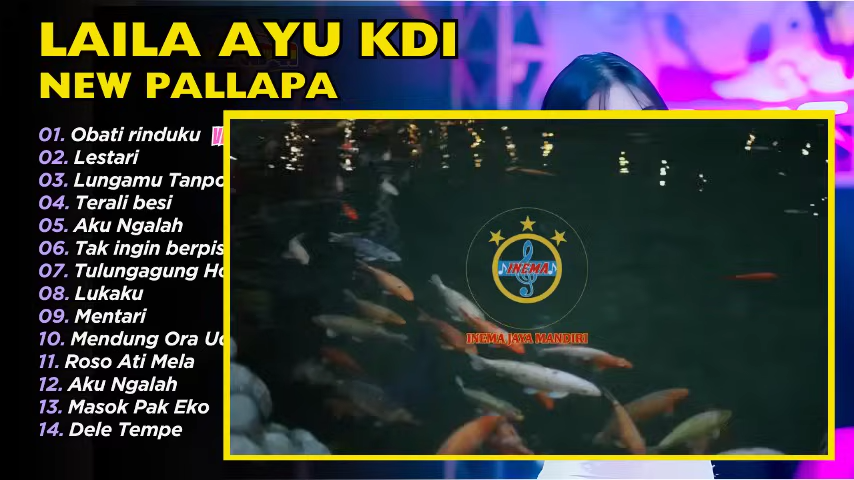 LAILA AYU KDI
NEW PALLAPA
01. Obati rinduku
02. Lestari
03. Lungamu Tanpo
04. Terali besi
05. Aku Ngalah
06. Tak ingin berpis
07. Tulungagung Ho
08. Lukaku
09. Mentari
10. Mendung Ora Ud
11. Roso Ati Mela
12. Aku Ngalah
13. Masok Pak Eko
14. Dele Tempe
INEMA
INEMA JAYA MANDIRI